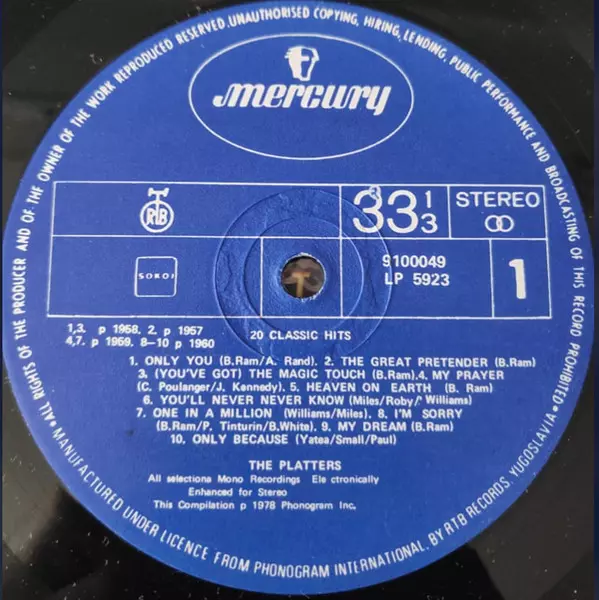 ALL RIGHTS OF THE PRODUCER AND OF THE OWNER OF THE WORK REPRODUCED RESERVED. UNAUTHORISED COPYING, HIRING, LENDING, PUBLIC PERFORMANCE AND BROADCASTING OF THIS RECORD PROHIBITED.
mercury
RTB
33 1/3
3
STEREO
SOKOJ
9100049
LP 5923
1
1,3. p 1958. 2. p 1957
4,7. p 1959. 8-10 p 1960
20 CLASSIC HITS
1. ONLY YOU (B.Ram/A. Rand). 2. THE GREAT PRETENDER (B.Ram)
3. (YOU'VE GOT) THE MAGIC TOUCH (B.Ram).4. MY PRAYER
(C. Poulanger/J. Kennedy). 5. HEAVEN ON EARTH (B. Ram)
6. YOU'LL NEVER NEVER KNOW (Miles/Roby/Williams)
7. ONE IN A MILLION (Williams/Miles). 8. I'M SORRY
(B.Ram/P. Tinturin/B.White). 9. MY DREAM (B.Ram)
10. ONLY BECAUSE (Yatea/Small/Paul)
THE PLATTERS
All selectiona Mono Recordings Ele ctronically
Enhanced for Stereo
This Compilation p 1978 Phonogram Inc.
• MANUFACTURED UNDER LICENCE FROM PHONOGRAM INTERNATIONAL, BY RTB RECORDS, YUGOSLAVIA •